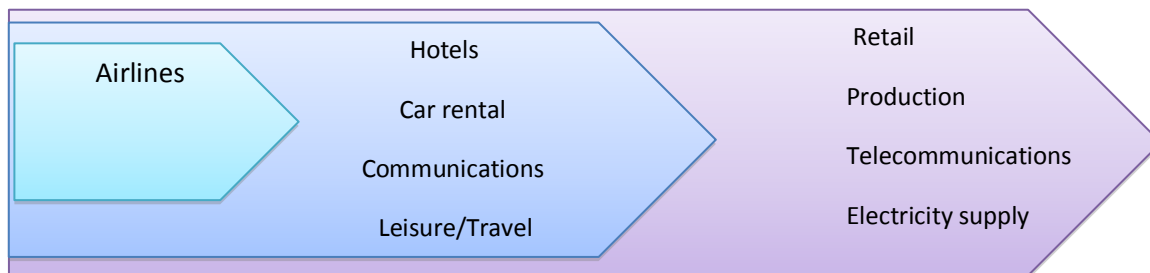 Airlines
Hotels
Car rental
Communications
Leisure/Travel
Retail
Production
Telecommunications
Electricity supply